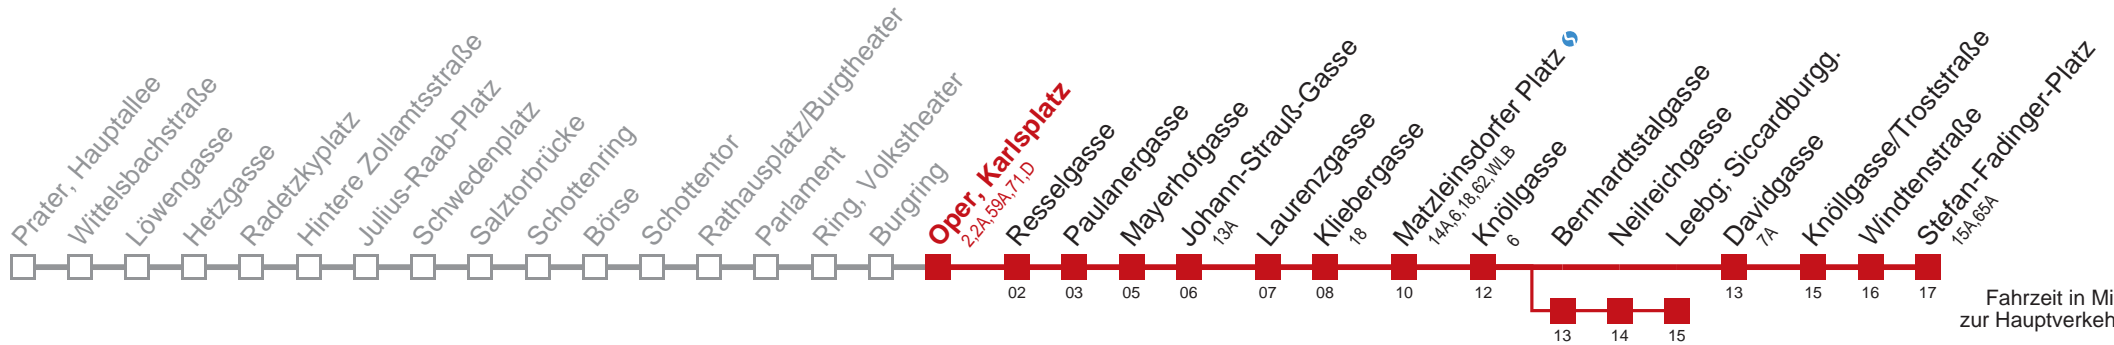 Prater, Hauptallee
Wittelsbachstraße
Löwengasse
Hetzgasse
Radetzkyplatz
Hintere Zollamtsstraße
Julius-Raab-Platz
Schwedenplatz
Salztorbrücke
Schottenring
Börse
Schottentor
Rathausplatz/Burgtheater
Parlament
Ring, Volkstheater
Burgring
Oper, Karlsplatz
2,2A,59A,71,D
Resselgasse
Paulanergasse
Mayerhofgasse
Johann-Strauß-Gasse
13A
Laurenzgasse
Kliebergasse
18
Matzleinsdorfer Platz
14A,6,18,62,WLB
Knöllgasse
6
Bernhardtstalgasse
Neilreichgasse
Leebg; Siccardburgg.
Davidgasse
7A
Knöllgasse/Troststraße
Windtenstraße
Stefan-Fadinger-Platz
15A,65A
02 03 05 06 07 08 10 12 13 15 16 17
13 14 15
Fahrzeit in Mi
zur Hauptverkeh